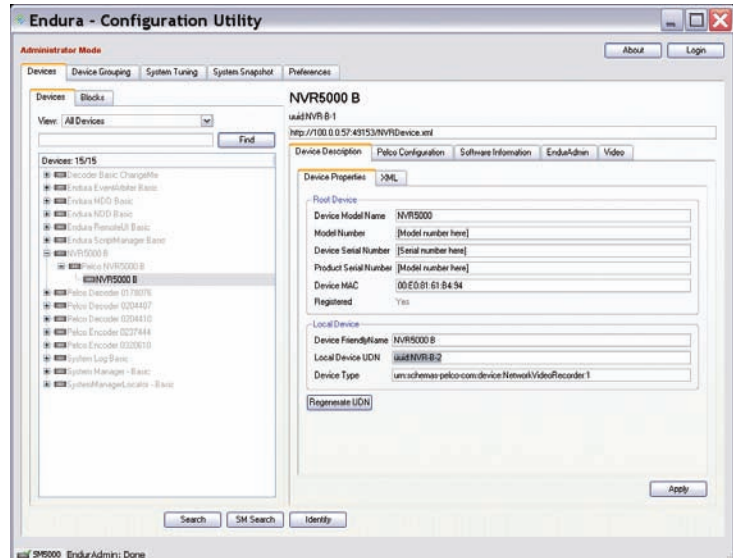 Endura - Configuration Utility
Administrator Mode
About
Login
Devices
Device Grouping
System Tuning
System Snapshot
Preferences
Devices
Blocks
View:
All Devices
Find
Devices: 15/15
Decoder Basic ChangeMe
Endura EventArbiter Basic
Endura HDD Basic
Endura NDD Basic
Endura RemoteUI Basic
Endura ScriptManager Basic
NVR5000 B
Pelco NVR5000 B
NVR5000 B
Pelco Decoder 0178076
Pelco Decoder 0204407
Pelco Decoder 0204410
Pelco Encoder 0237444
Pelco Encoder 0320610
System Log Basic
System Manager - Basic
SystemManagerLocator - Basic
NVR5000 B
uuid:NVR-B-1
http://100.0.0.57:49153/NVRDevice.xml
Device Description
Pelco Configuration
Software Information
EnduraAdmin
Video
Device Properties
XML
Root Device
Device Model Name
NVR5000
Model Number
[Model number here]
Device Serial Number
[Serial number here]
Product Serial Number
[Model number here]
Device MAC
00:E0:81:61:B4:94
Registered
Yes
Local Device
Device FriendlyName
NVR5000 B
Local Device UDN
uuid:NVR-B-2
Device Type
urn:schemas-pelco-com:device:NetworkVideoRecorder:1
Regenerate UDN
Apply
Search
SM Search
Identify
SM5000 EndurAdmin: Done